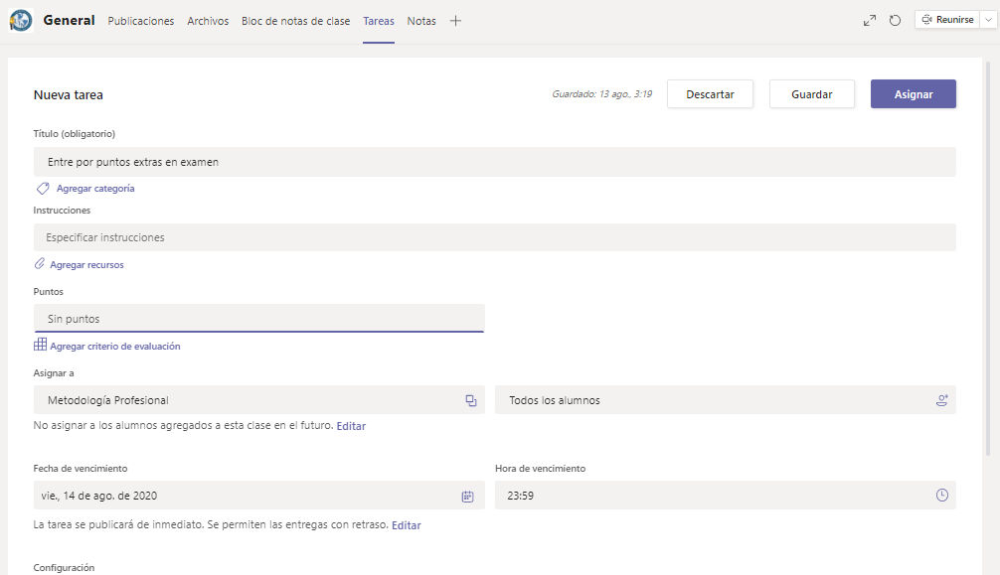 General Publicaciones Archivos Bloc de notas de clase Tareas Notas Reunirse
Nueva tarea Guardado: 13 ago., 3:19 Descartar Guardar Asignar
Título (obligatorio)
Entre por puntos extras en examen
Agregar categoría
Instrucciones
Especificar instrucciones
Agregar recursos
Puntos
Sin puntos
Agregar criterio de evaluación
Asignar a
Metodología Profesional Todos los alumnos
No asignar a los alumnos agregados a esta clase en el futuro. Editar
Fecha de vencimiento Hora de vencimiento
vie., 14 de ago. de 2020 23:59
La tarea se publicará de inmediato. Se permiten las entregas con retraso. Editar
Configuración